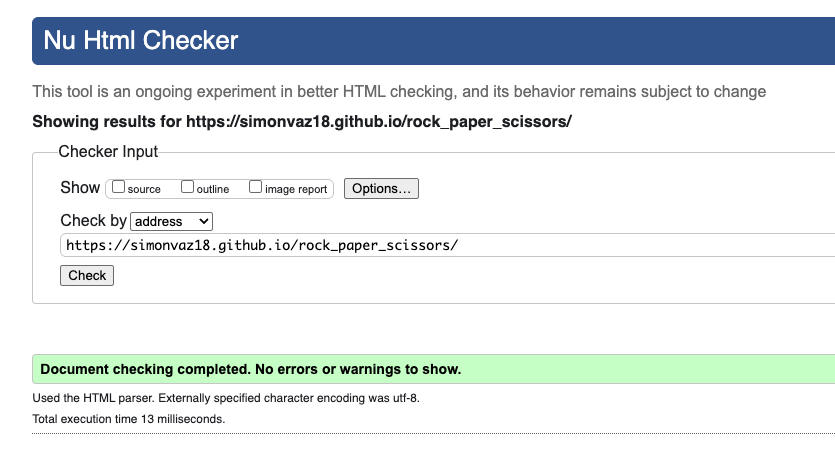 Nu Html Checker
This tool is an ongoing experiment in better HTML checking, and its behavior remains subject to change
Showing results for https://simonvaz18.github.io/rock_paper_scissors/
Checker Input
Show source outline image report Options...
Check by address
https://simonvaz18.github.io/rock_paper_scissors/
Check
Document checking completed. No errors or warnings to show.
Used the HTML parser. Externally specified character encoding was utf-8.
Total execution time 13 milliseconds.